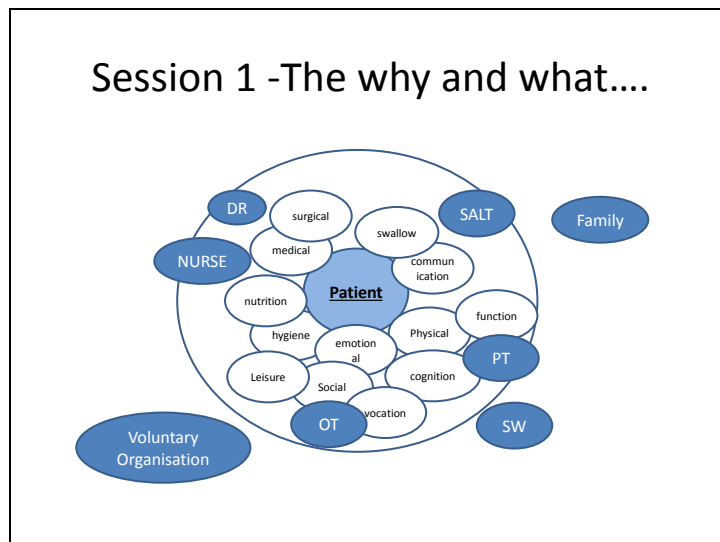 Session 1 -The why and what....
DR
surgical
SALT
Family
swallow
NURSE
medical
commun
ication
Patient
nutrition
function
hygiene
emotion
al
Physical
PT
Leisure
Social
cognition
vocation
OT
SW
Voluntary
Organisation